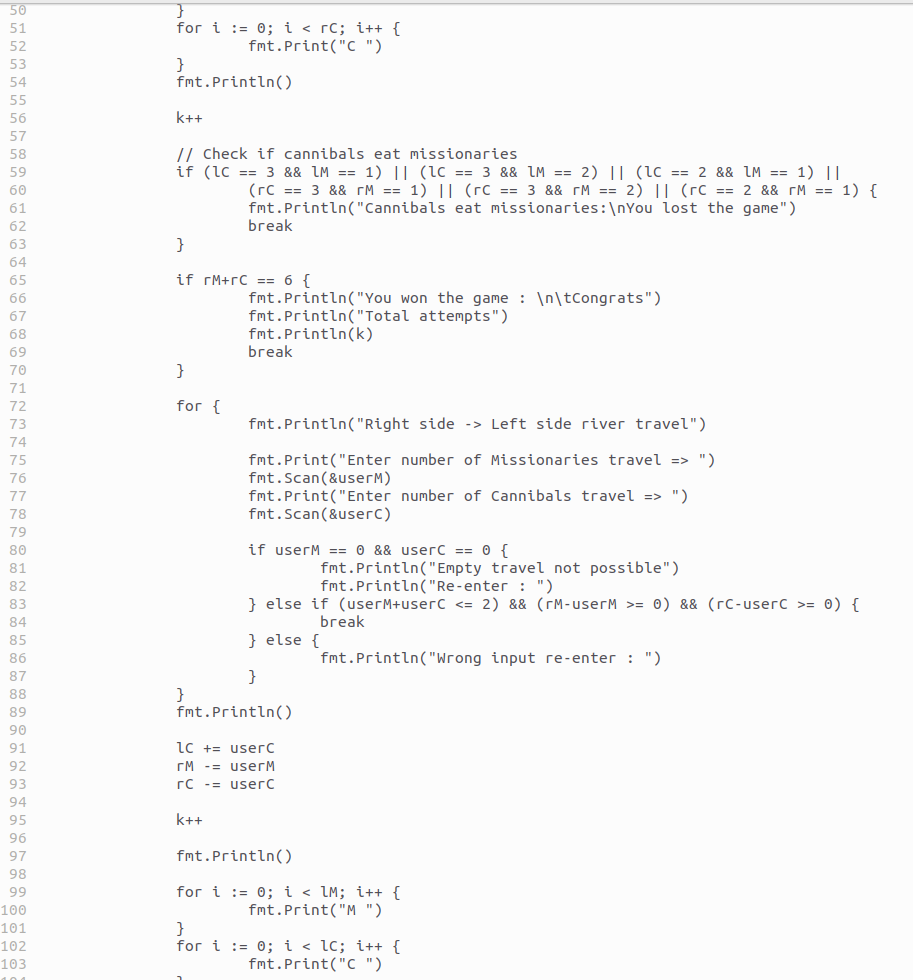 50 }
51 for i := 0; i < rC; i++ {
52 fmt.Print("C ")
53 }
54 fmt.Println()
55
56 k++
57
58 // Check if cannibals eat missionaries
59 if (lC == 3 && lM == 1) || (lC == 3 && lM == 2) || (lC == 2 && lM == 1) ||
60 (rC == 3 && rM == 1) || (rC == 3 && rM == 2) || (rC == 2 && rM == 1) {
61 fmt.Println("Cannibals eat missionaries:\nYou lost the game")
62 break
63 }
64
65 if rM+rC == 6 {
66 fmt.Println("You won the game : \n\tCongrats")
67 fmt.Println("Total attempts")
68 fmt.Println(k)
69 break
70 }
71
72 for {
73 fmt.Println("Right side -> Left side river travel")
74
75 fmt.Print("Enter number of Missionaries travel => ")
76 fmt.Scan(&userM)
77 fmt.Print("Enter number of Cannibals travel => ")
78 fmt.Scan(&userC)
79
80 if userM == 0 && userC == 0 {
81 fmt.Println("Empty travel not possible")
82 fmt.Println("Re-enter : ")
83 } else if (userM+userC <= 2) && (rM-userM >= 0) && (rC-userC >= 0) {
84 break
85 } else {
86 fmt.Println("Wrong input re-enter : ")
87 }
88 }
89 fmt.Println()
90
91 lC += userC
92 rM -= userM
93 rC -= userC
94
95 k++
96
97 fmt.Println()
98
99 for i := 0; i < lM; i++ {
100 fmt.Print("M ")
101 }
102 for i := 0; i < lC; i++ {
103 fmt.Print("C ")